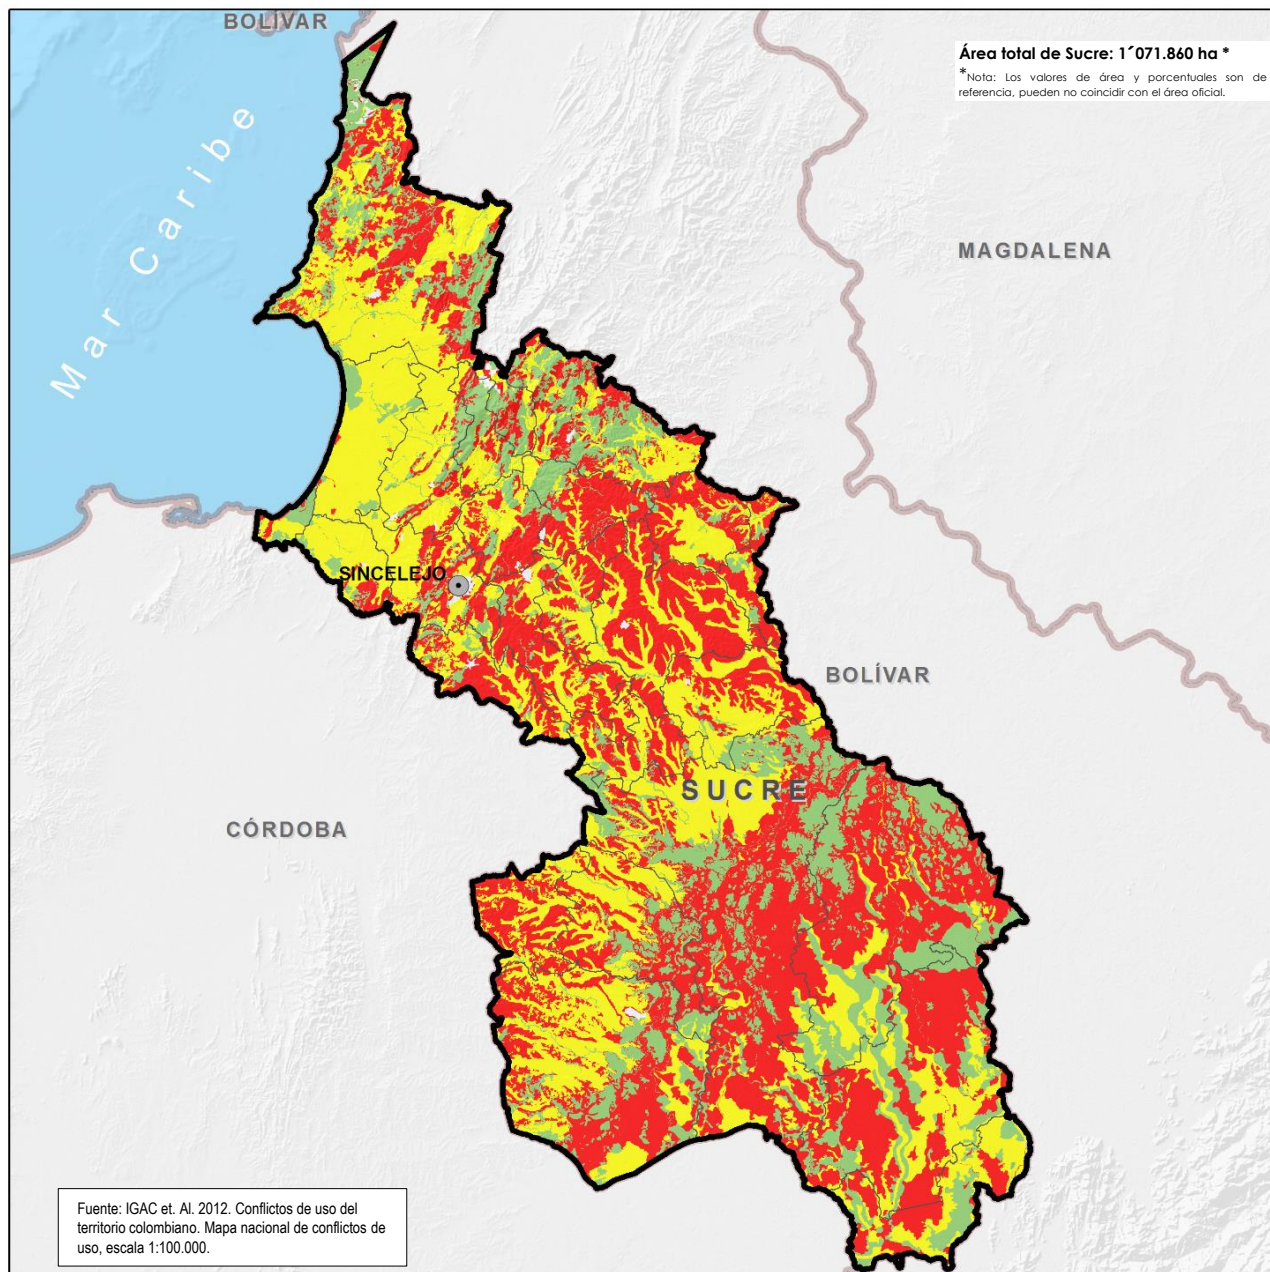 BOLÍVAR
Área total de Sucre: 1´071.860 ha *
*Nota: Los valores de área y porcentuales son de
referencia, pueden no coincidir con el área oficial.
Mar Caribe
MAGDALENA
SINCELEJO
BOLÍVAR
SUCRE
CÓRDOBA
Fuente: IGAC et. Al. 2012. Conflictos de uso del
territorio colombiano. Mapa nacional de conflictos de
uso, escala 1:100.000.